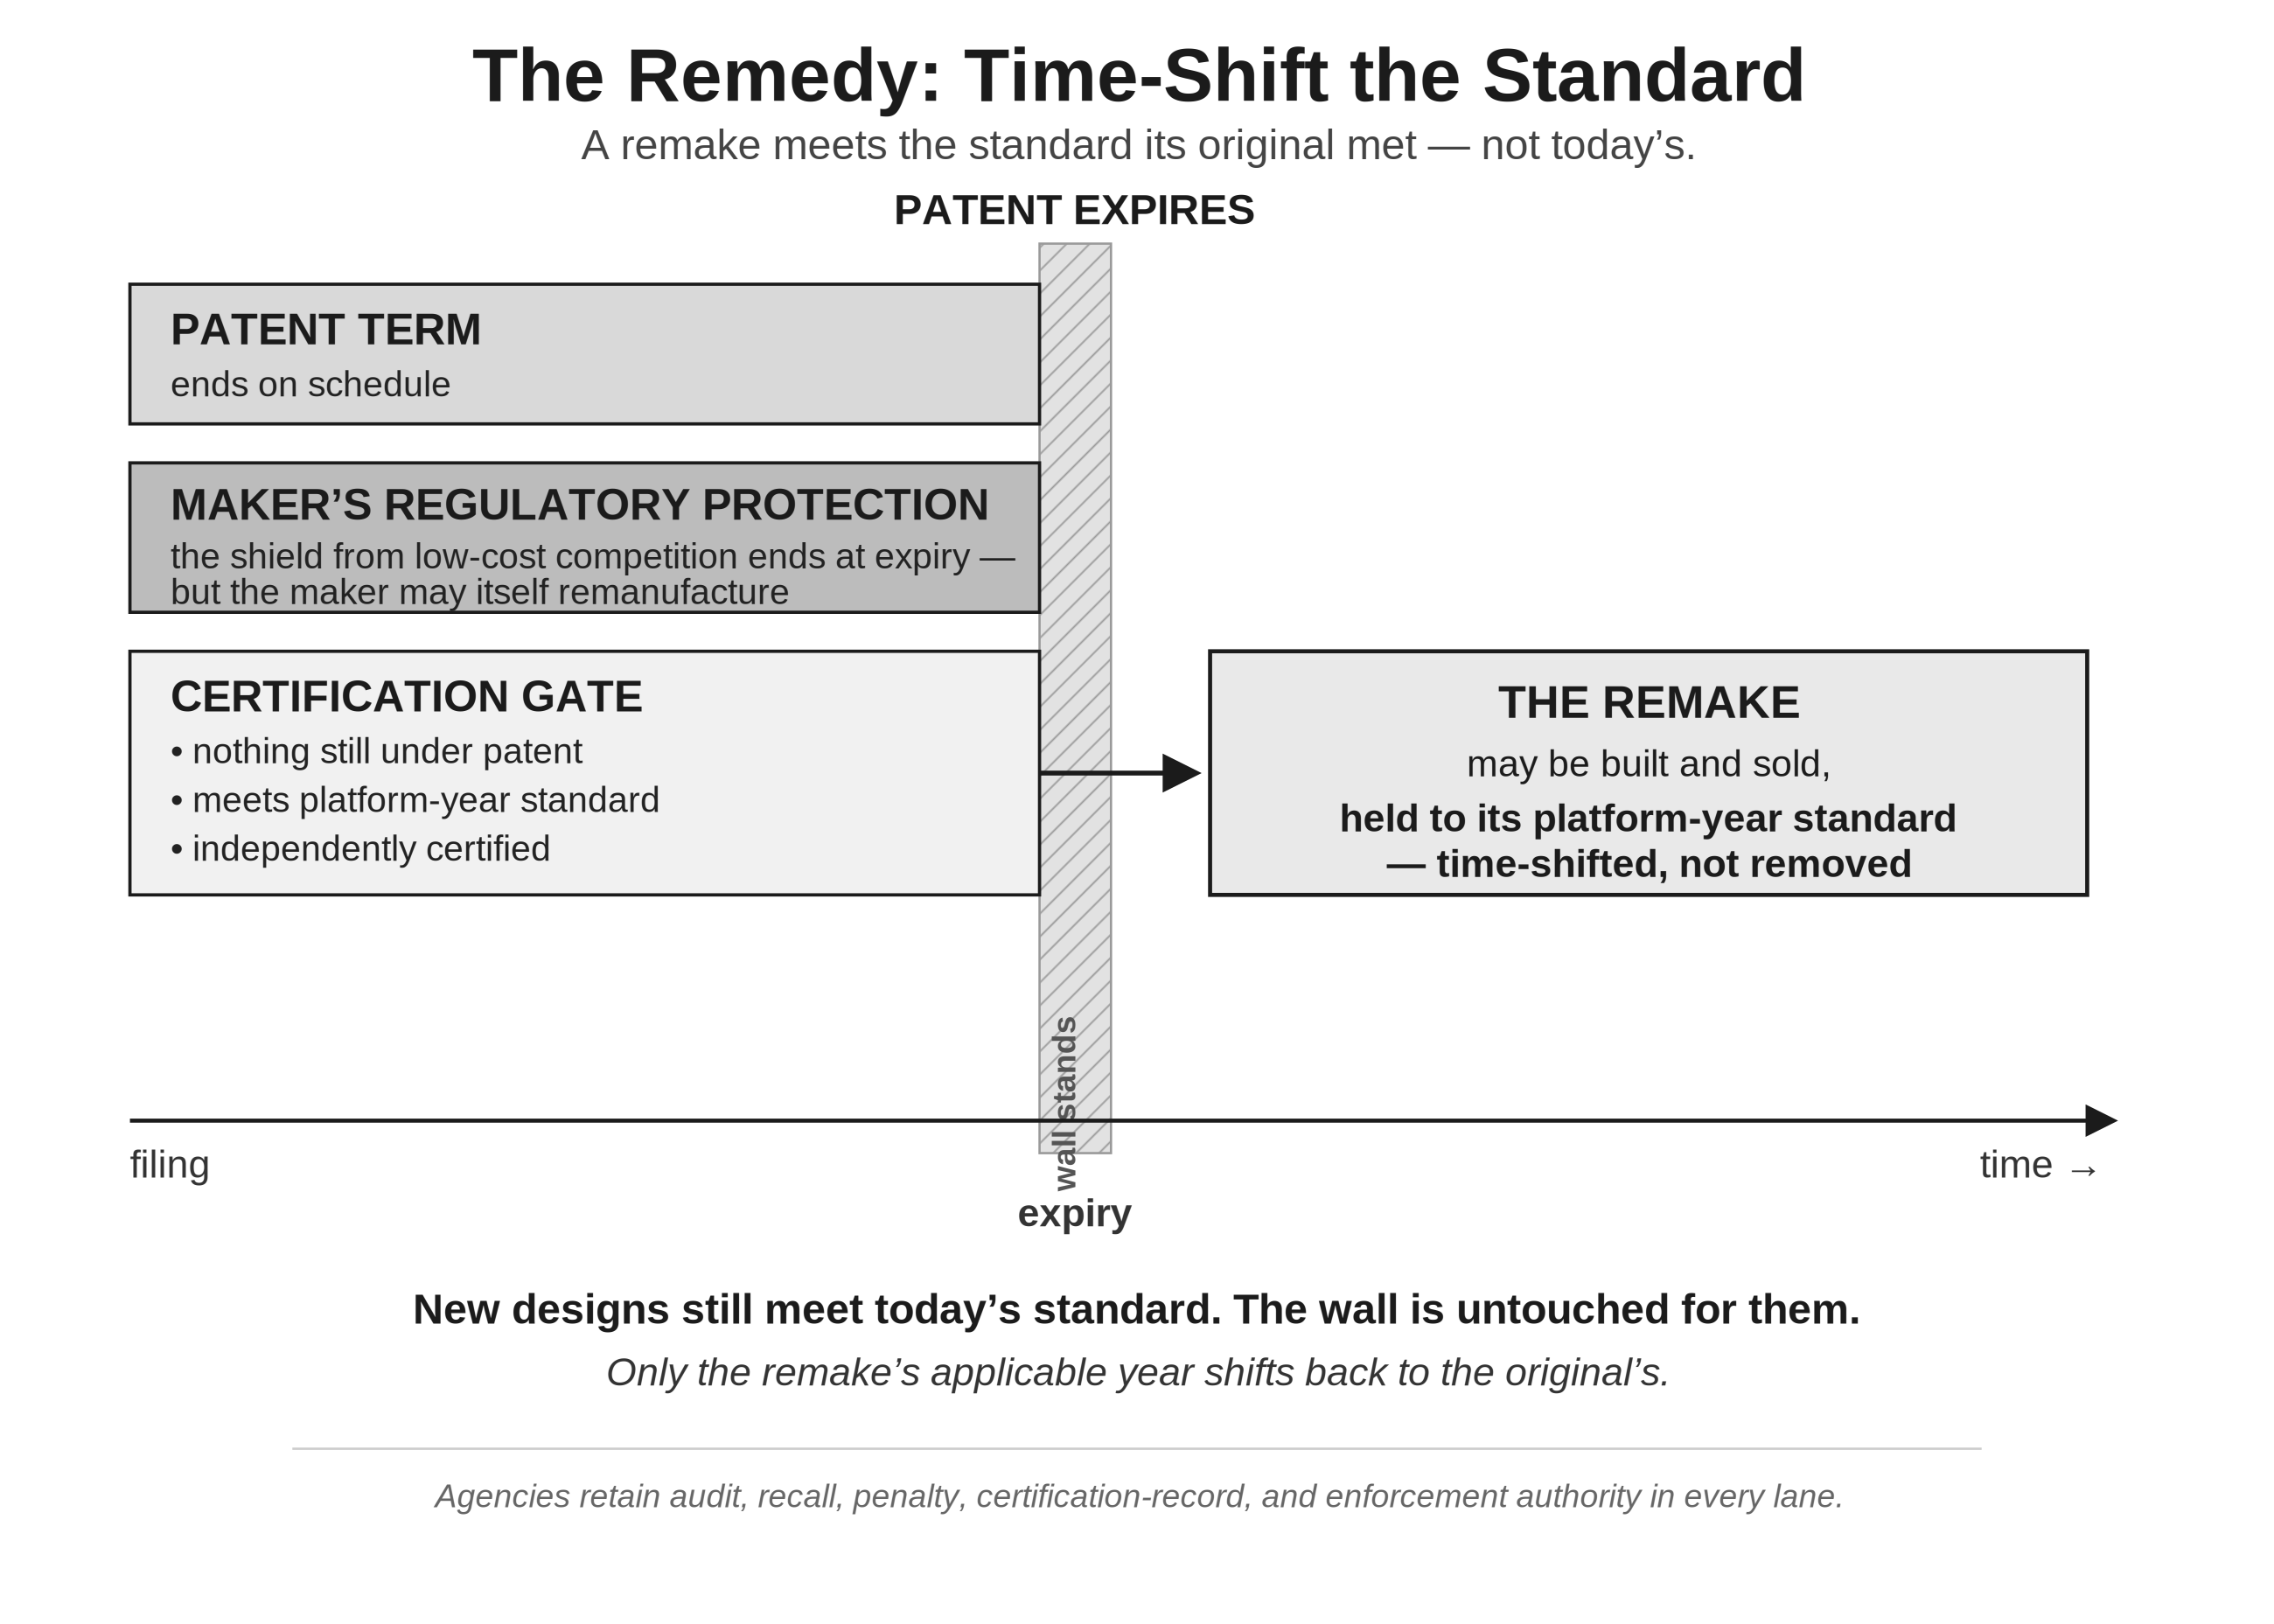 The Remedy: Time-Shift the Standard
A remake meets the standard its original met — not today’s.
PATENT EXPIRES
PATENT TERM
ends on schedule
MAKER’S REGULATORY PROTECTION
the shield from low-cost competition ends at expiry —
but the maker may itself remanufacture
CERTIFICATION GATE
• nothing still under patent
• meets platform-year standard
• independently certified
THE REMAKE
may be built and sold,
held to its platform-year standard
— time-shifted, not removed
wall stands
filing
time →
expiry
New designs still meet today’s standard. The wall is untouched for them.
Only the remake’s applicable year shifts back to the original’s.
Agencies retain audit, recall, penalty, certification-record, and enforcement authority in every lane.